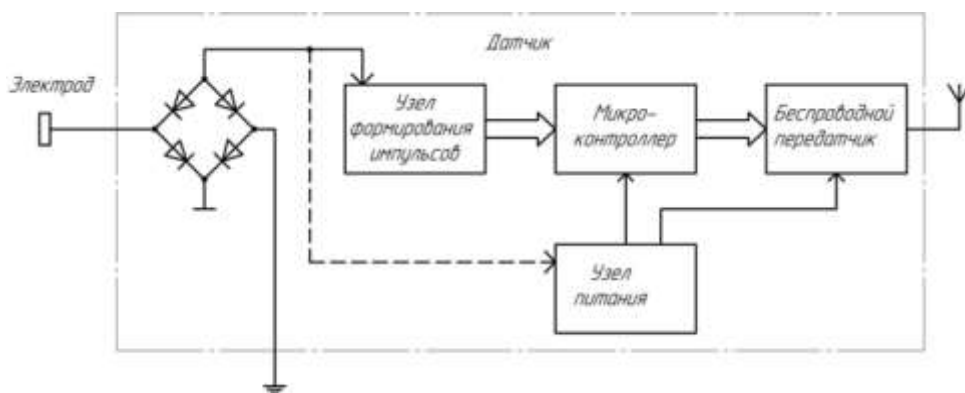 Датчик
Электрод
Узел
формирования
импульсов
Микро-
контроллер
Беспроводной
передатчик
Узел
питания